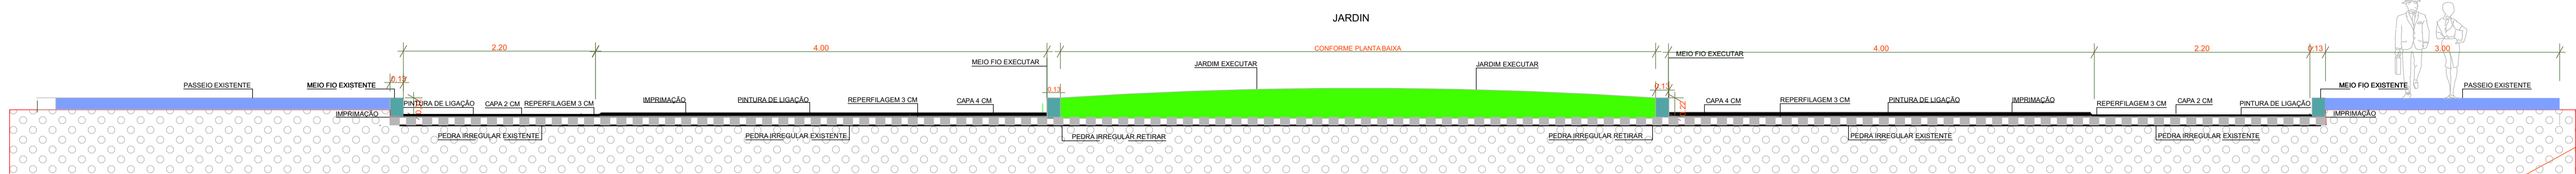 JARDIN
2.20
4.00
CONFORME PLANTA BAIXA
4.00
2.20
0.13
3.00
MEIO FIO EXECUTAR
MEIO FIO EXECUTAR
JARDIM EXECUTAR
JARDIM EXECUTAR
0.13
PASSEIO EXISTENTE
MEIO FIO EXISTENTE
MEIO FIO EXISTENTE
PASSEIO EXISTENTE
0.13
0.13
PINTURA DE LIGAÇÃO
CAPA 2 CM
REPERFILAGEM 3 CM
IMPRIMAÇÃO
PINTURA DE LIGAÇÃO
REPERFILAGEM 3 CM
CAPA 4 CM
CAPA 4 CM
REPERFILAGEM 3 CM
PINTURA DE LIGAÇÃO
IMPRIMAÇÃO
REPERFILAGEM 3 CM
CAPA 2 CM
PINTURA DE LIGAÇÃO
0.22
IMPRIMAÇÃO
IMPRIMAÇÃO
PEDRA IRREGULAR EXISTENTE
PEDRA IRREGULAR EXISTENTE
PEDRA IRREGULAR RETIRAR
PEDRA IRREGULAR RETIRAR
PEDRA IRREGULAR EXISTENTE
PEDRA IRREGULAR EXISTENTE